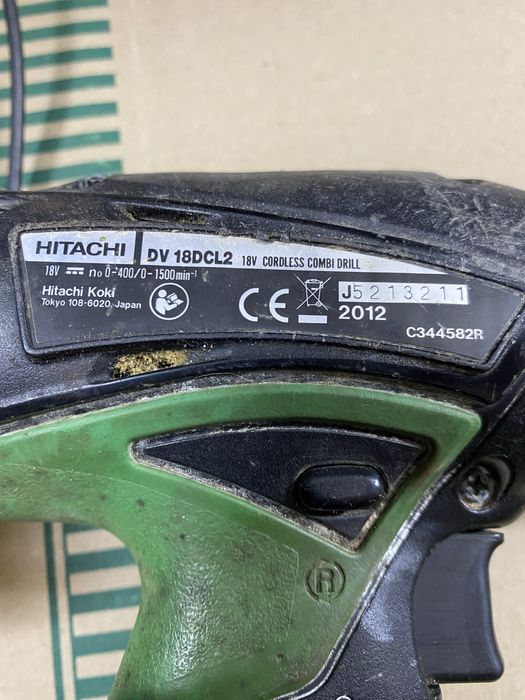 HITACHI DV 18DCL2 18V CORDLESS COMBI DRILL
18V no 0-400/0-1500min-1
Hitachi Koki
Tokyo 108-6020 Japan
CE
J5213211
2012
C344582R
R